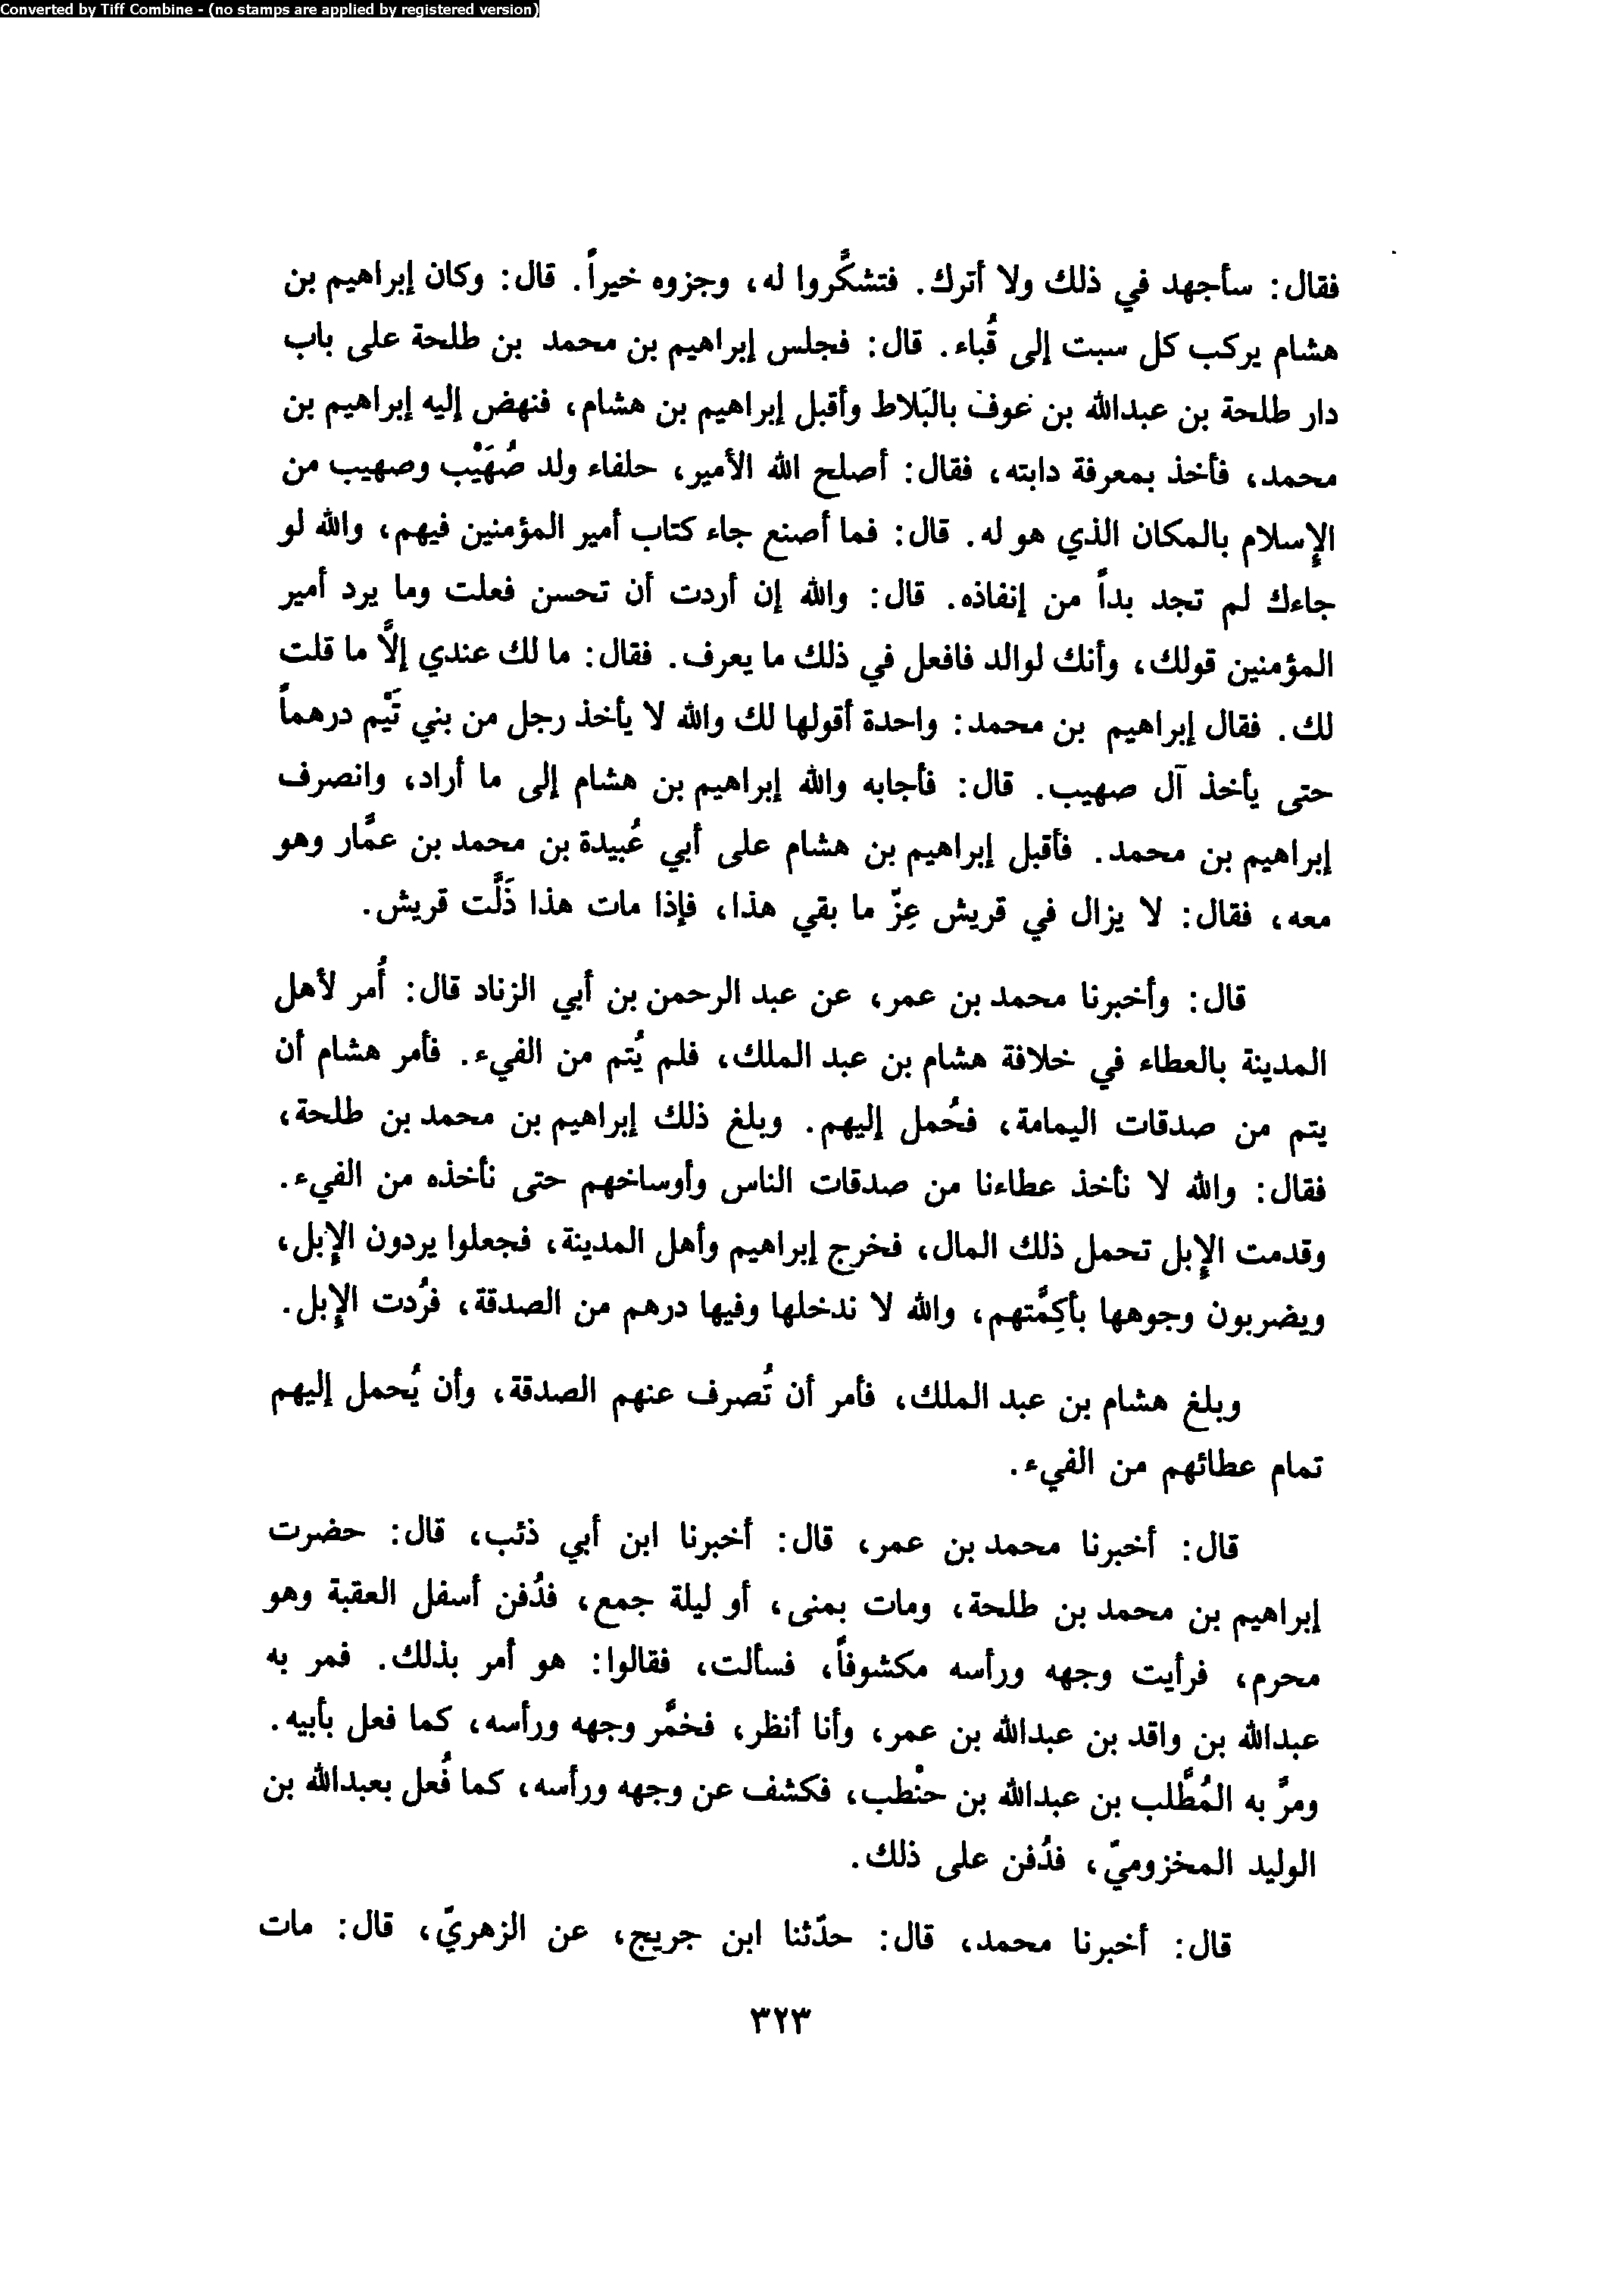 Converted by Tiff Combine - (no stamps are applied by registered version)
فقال: سأجهد في ذلك ولا أترك. فتشكَّروا له، وجزوه خيراً. قال: وكان إبراهيم بن
هشام يركب كل سبت إلى قُباء. قال: فجلس إبراهيم بن محمد بن طلحة على باب
دار طلحة بن عبدالله بن عوف بالبَلاط وأقبل إبراهيم بن هشام، فنهض إليه إبراهيم بن
محمد، فأخذ بمعرفة دابته، فقال: أصلح الله الأمير، حلفاء ولد صُهَيْب وصهيب من
الإسلام بالمكان الذي هو له. قال: فما أصنع جاء كتاب أمير المؤمنين فيهم، والله لو
جاءك لم تجد بداً من إنفاذه. قال: والله إن أردت أن تحسن فعلت وما يرد أمير
المؤمنين قولك، وأنك لوالد فافعل في ذلك ما يعرف. فقال: ما لك عندي إلَّا ما قلت
لك. فقال إبراهيم بن محمد: واحدة أقولها لك والله لا يأخذ رجل من بني تَيْم درهماً
حتى يأخذ آل صهيب. قال: فأجابه والله إبراهيم بن هشام إلى ما أراد، وانصرف
إبراهيم بن محمد. فأقبل إبراهيم بن هشام على أبي عُبيدة بن محمد بن عمَّار وهو
معه، فقال: لا يزال في قريش عِزّ ما بقي هذا، فإذا مات هذا ذَلَّت قريش.
قال: وأخبرنا محمد بن عمر، عن عبد الرحمن بن أبي الزناد قال: أُمر لأهل
المدينة بالعطاء في خلافة هشام بن عبد الملك، فلم يُتم من الفيء. فأمر هشام أن
يتم من صدقات اليمامة، فحُمل إليهم. وبلغ ذلك إبراهيم بن محمد بن طلحة،
فقال: والله لا نأخذ عطاءنا من صدقات الناس وأوساخهم حتى نأخذه من الفيء.
وقدمت الإبل تحمل ذلك المال، فخرج إبراهيم وأهل المدينة، فجعلوا يردون الإبل،
ويضربون وجوهها بأكِمَّتهم، والله لا ندخلها وفيها درهم من الصدقة، فرُدت الإبل.
وبلغ هشام بن عبد الملك، فأمر أن تُصرف عنهم الصدقة، وأن يُحمل إليهم
تمام عطائهم من الفيء.
قال: أخبرنا محمد بن عمر، قال: أخبرنا ابن أبي ذئب، قال: حضرت
إبراهيم بن محمد بن طلحة، ومات بمنى، أو ليلة جمع، فدُفن أسفل العقبة وهو
محرم، فرأيت وجهه ورأسه مكشوفاً، فسألت، فقالوا: هو أمر بذلك. فمر به
عبدالله بن واقد بن عبدالله بن عمر، وأنا أنظر، فخمَّر وجهه ورأسه، كما فعل بأبيه.
ومرَّ به المُطَّلب بن عبدالله بن حنْطب، فكشف عن وجهه ورأسه، كما فُعل بعبدالله بن
الوليد المخزوميّ، فدُفن على ذلك.
قال: أخبرنا محمد، قال: حدّثنا ابن جريج، عن الزهريّ، قال: مات
٣٢٣